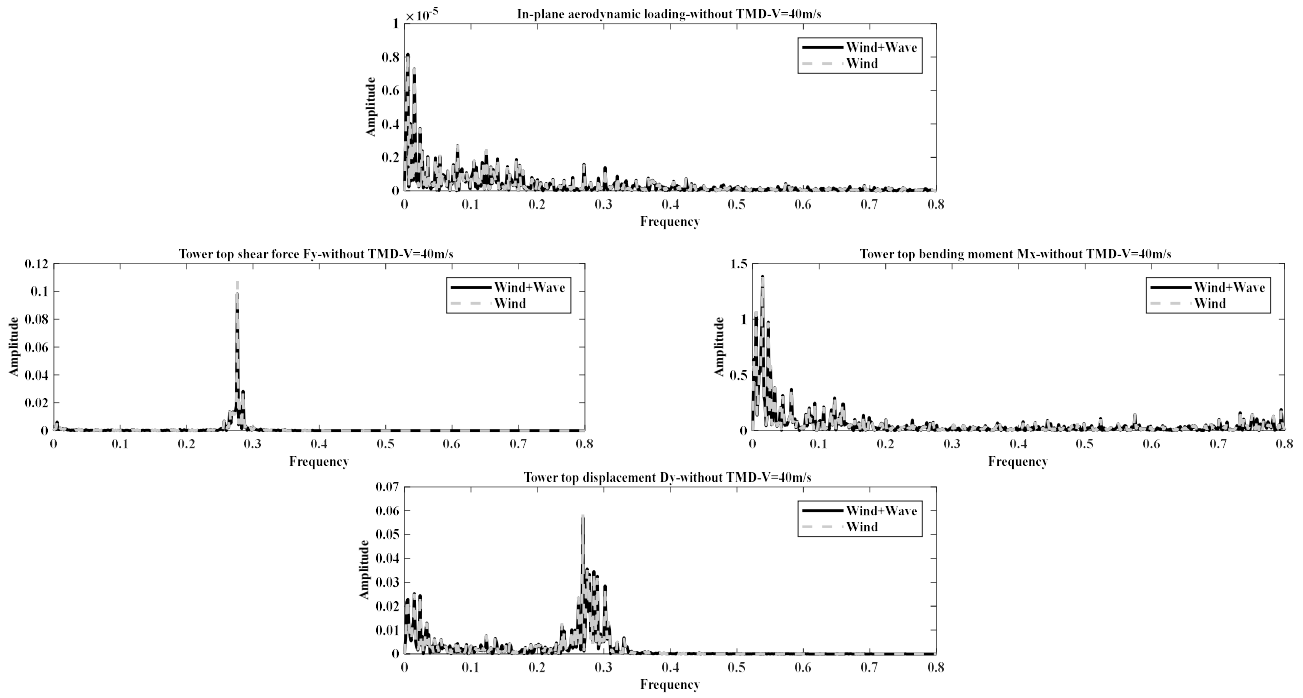 In-plane aerodynamic loading-without TMD-V=40m/s
×10⁻⁵
1
0.8
0.6
0.4
0.2
0
Amplitude
Wind+Wave
Wind
0 0.1 0.2 0.3 0.4 0.5 0.6 0.7 0.8
Frequency
Tower top shear force Fy-without TMD-V=40m/s
0.12
0.1
0.08
0.06
0.04
0.02
0
Amplitude
Wind+Wave
Wind
0 0.1 0.2 0.3 0.4 0.5 0.6 0.7 0.8
Frequency
Tower top bending moment Mx-without TMD-V=40m/s
1.5
1
0.5
0
Amplitude
Wind+Wave
Wind
0 0.1 0.2 0.3 0.4 0.5 0.6 0.7 0.8
Frequency
Tower top displacement Dy-without TMD-V=40m/s
0.07
0.06
0.05
0.04
0.03
0.02
0.01
0
Amplitude
Wind+Wave
Wind
0 0.1 0.2 0.3 0.4 0.5 0.6 0.7 0.8
Frequency